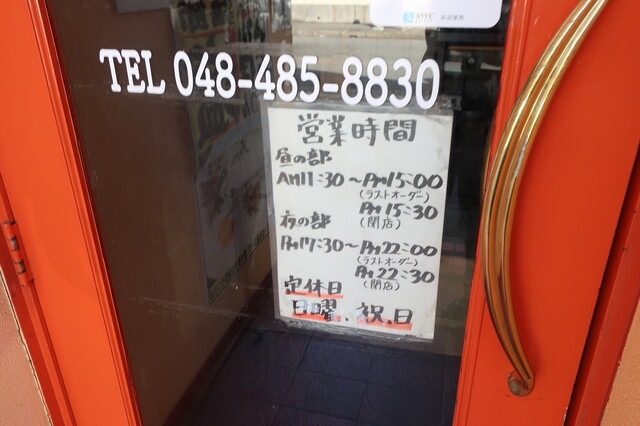 TEL 048-485-8830
営業時間
昼の部
AM11:30～PM15:00
(ラストオーダー)
PM15:30
(閉店)
夜の部
PM17:30～PM22:00
(ラストオーダー)
PM22:30
(閉店)
定休日
日曜、祝、日